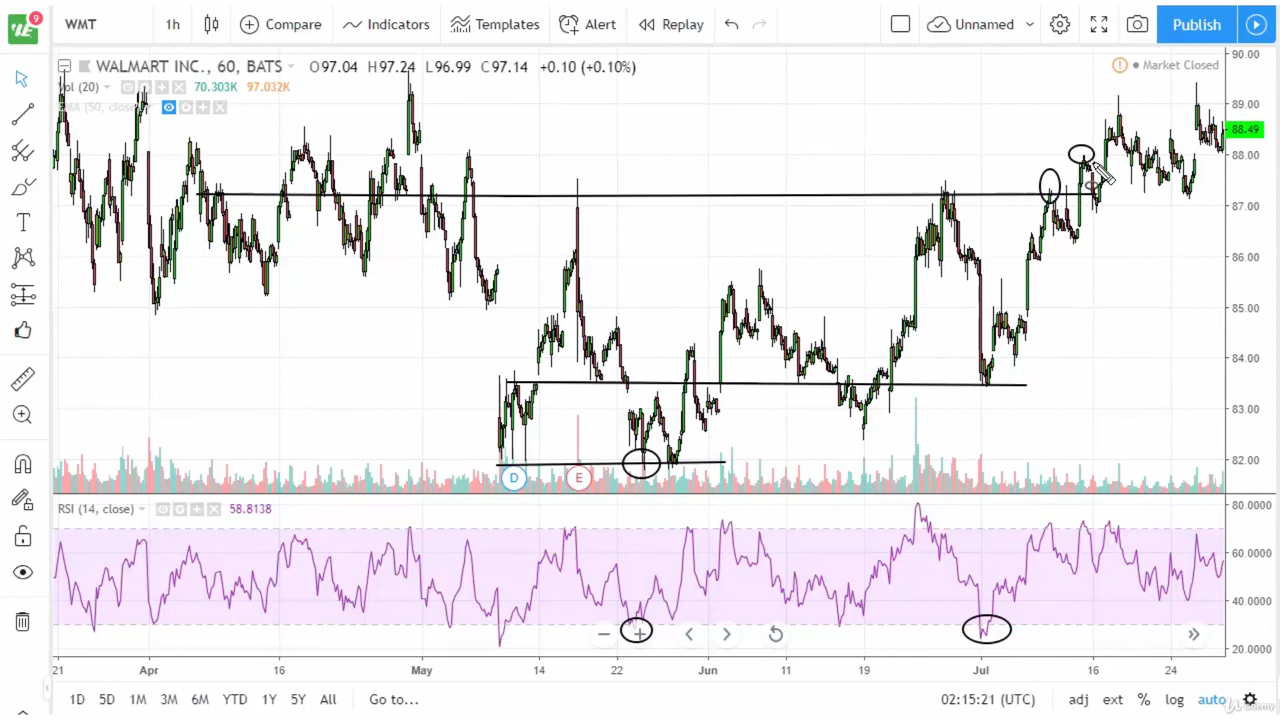 9
WMT 1h Compare Indicators Templates Alert Replay Unnamed Publish
WALMART INC., 60, BATS O97.04 H97.24 L96.99 C97.14 +0.10 (+0.10%) Market Closed
Vol (20) 70.303K 97.032K
(50, close)
90.00
89.00
88.49
88.00
87.00
86.00
85.00
84.00
83.00
82.00
D E
RSI (14, close) 58.8138
80.0000
60.0000
40.0000
20.0000
21 Apr 16 May 14 22 Jun 11 19 Jul 16 24
1D 5D 1M 3M 6M YTD 1Y 5Y All Go to... 02:15:21 (UTC) adj ext % log auto
Udemy